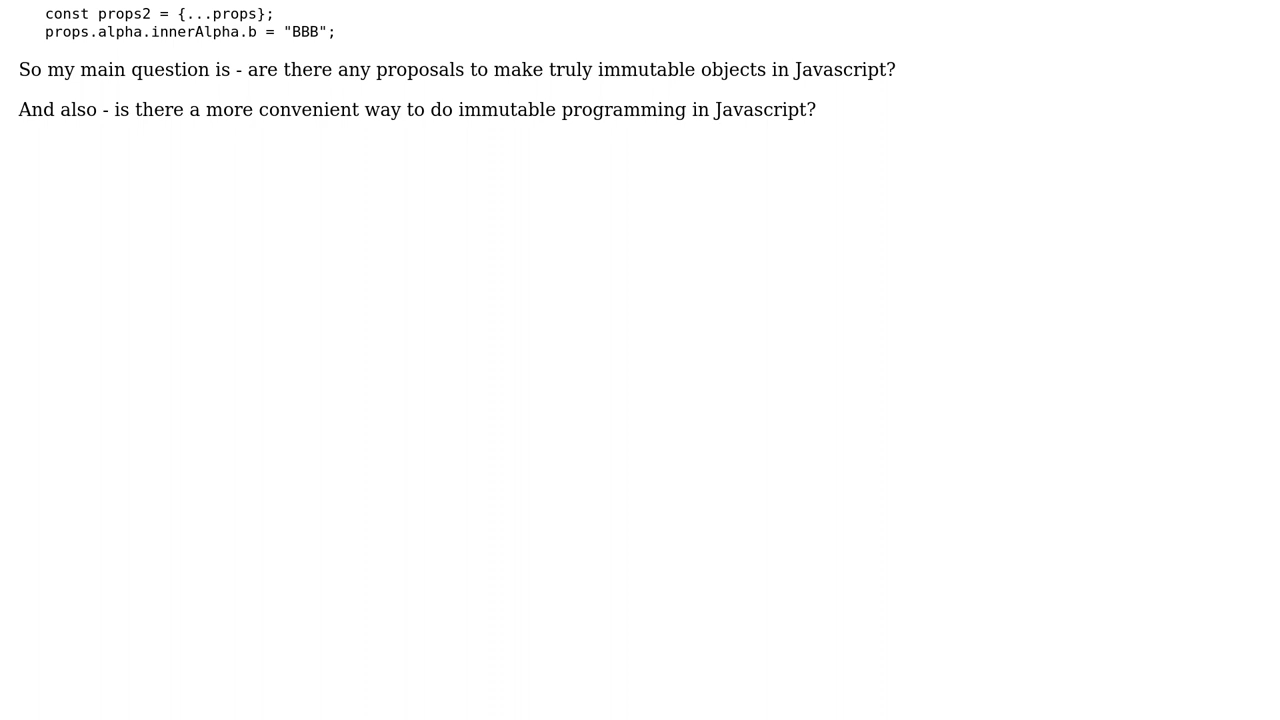 const props2 = {...props};
props.alpha.innerAlpha.b = "BBB";
So my main question is - are there any proposals to make truly immutable objects in Javascript?
And also - is there a more convenient way to do immutable programming in Javascript?